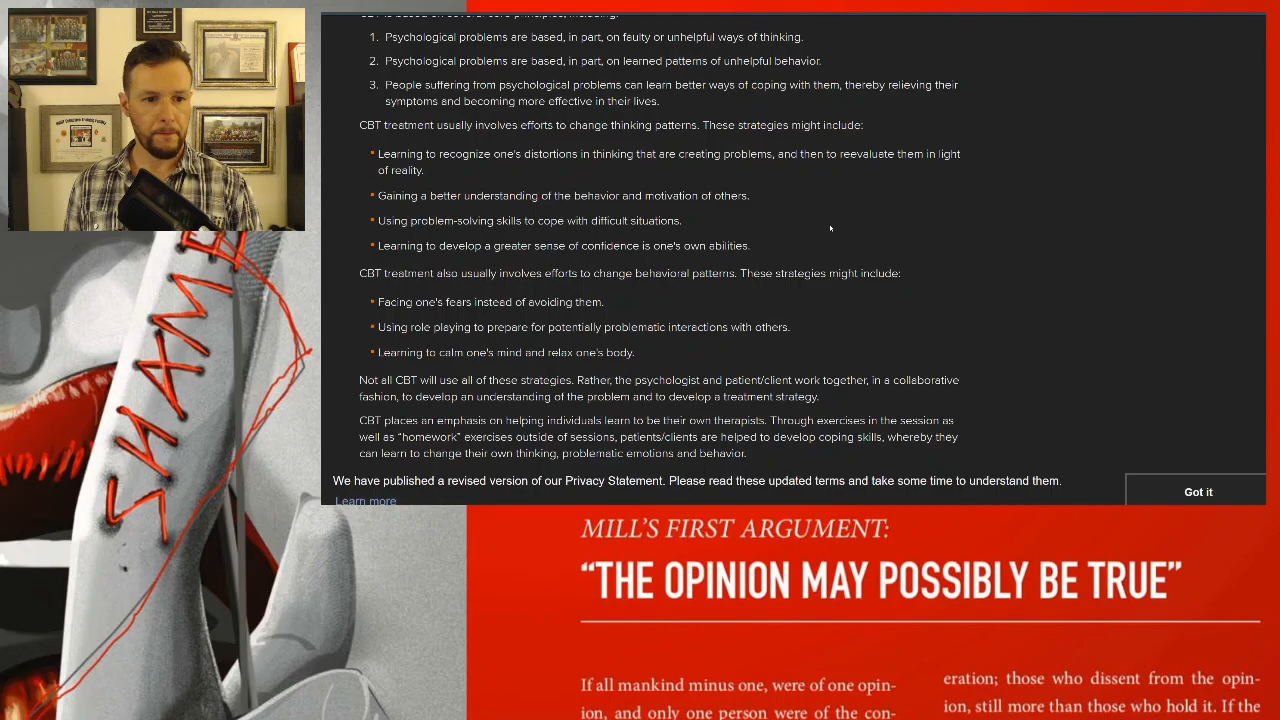 1. Psychological problems are based, in part, on faulty or unhelpful ways of thinking.
2. Psychological problems are based, in part, on learned patterns of unhelpful behavior.
3. People suffering from psychological problems can learn better ways of coping with them, thereby relieving their
symptoms and becoming more effective in their lives.
CBT treatment usually involves efforts to change thinking patterns. These strategies might include:
Learning to recognize one's distortions in thinking that are creating problems, and then to reevaluate them in light
of reality.
Gaining a better understanding of the behavior and motivation of others.
Using problem-solving skills to cope with difficult situations.
Learning to develop a greater sense of confidence is one's own abilities.
CBT treatment also usually involves efforts to change behavioral patterns. These strategies might include:
Facing one's fears instead of avoiding them.
Using role playing to prepare for potentially problematic interactions with others.
Learning to calm one's mind and relax one's body.
Not all CBT will use all of these strategies. Rather, the psychologist and patient/client work together, in a collaborative
fashion, to develop an understanding of the problem and to develop a treatment strategy.
CBT places an emphasis on helping individuals learn to be their own therapists. Through exercises in the session as
well as “homework” exercises outside of sessions, patients/clients are helped to develop coping skills, whereby they
can learn to change their own thinking, problematic emotions and behavior.
We have published a revised version of our Privacy Statement. Please read these updated terms and take some time to understand them.
Learn more
Got it
SHAME
MILL'S FIRST ARGUMENT:
“THE OPINION MAY POSSIBLY BE TRUE”
If all mankind minus one, were of one opin-
ion, and only one person were of the con-
eration; those who dissent from the opin-
ion, still more than those who hold it. If the